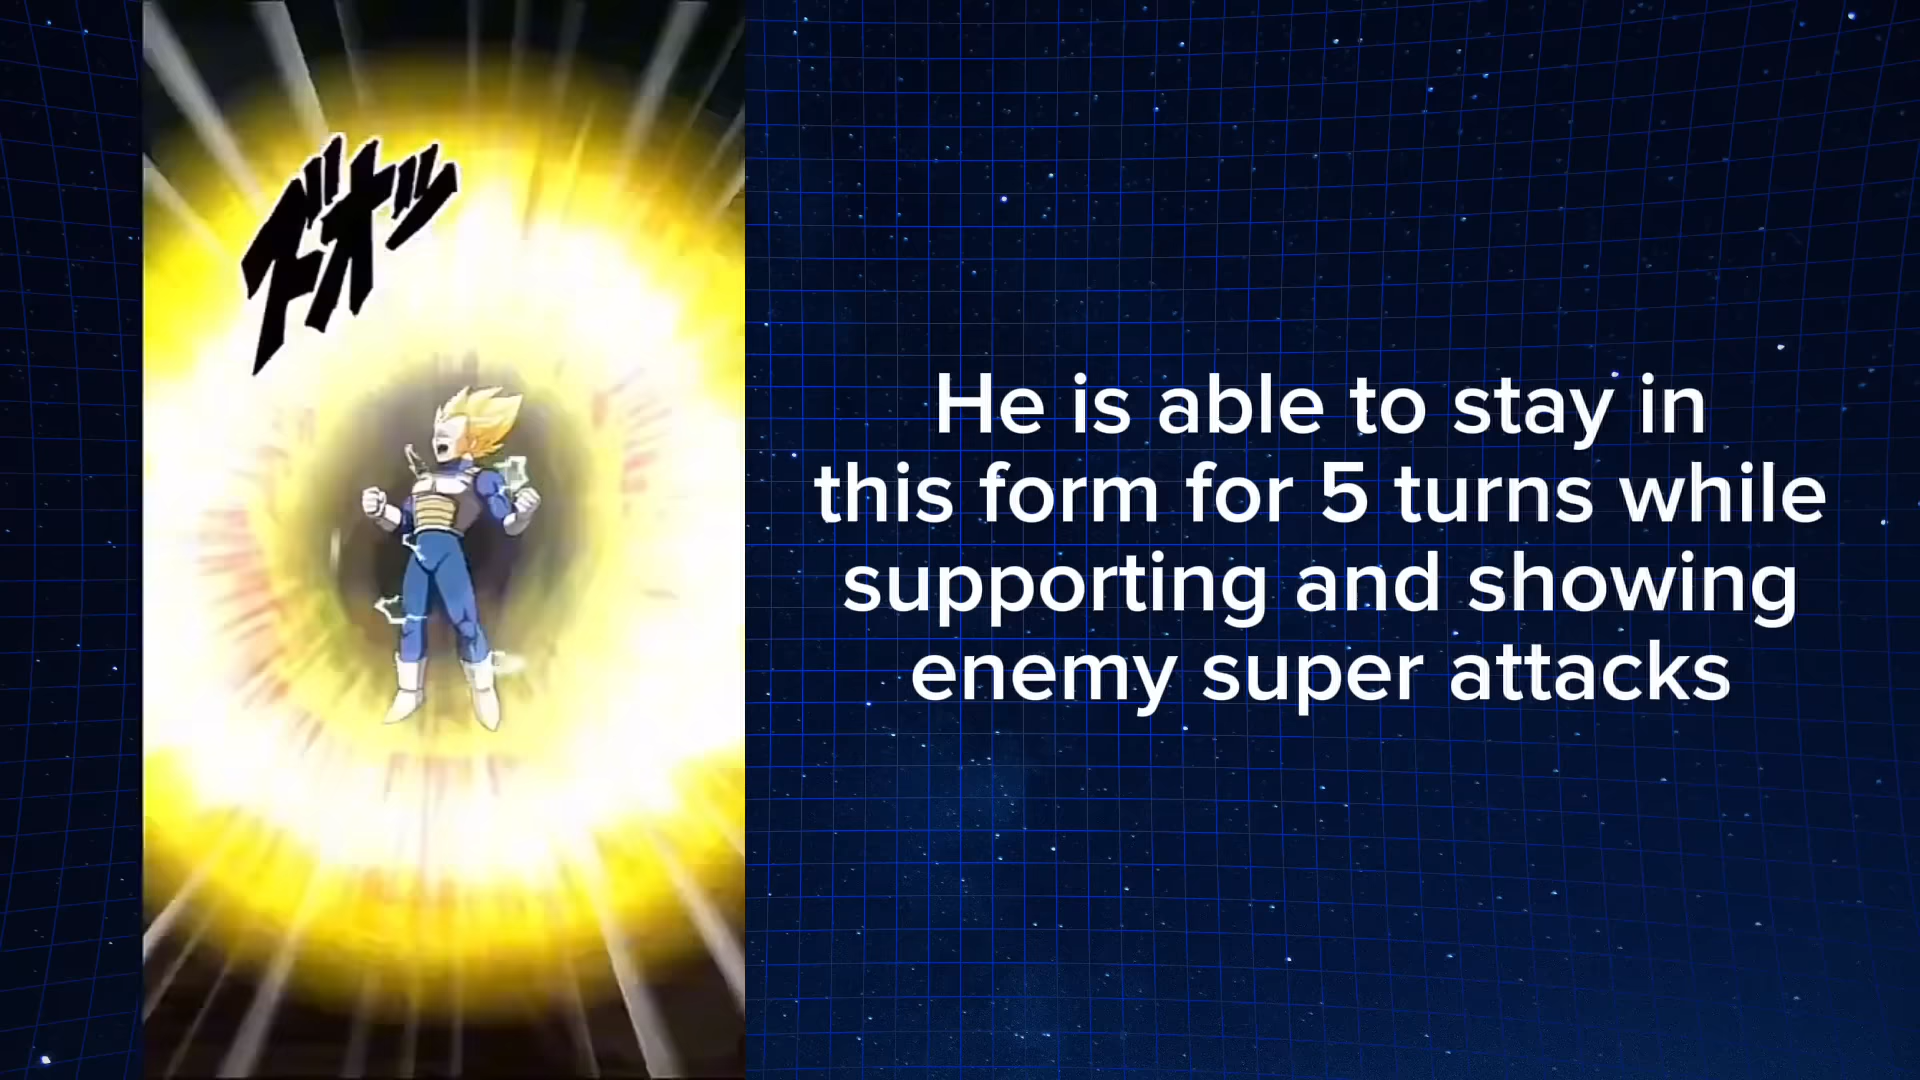 ズオッ
He is able to stay in
this form for 5 turns while
supporting and showing
enemy super attacks